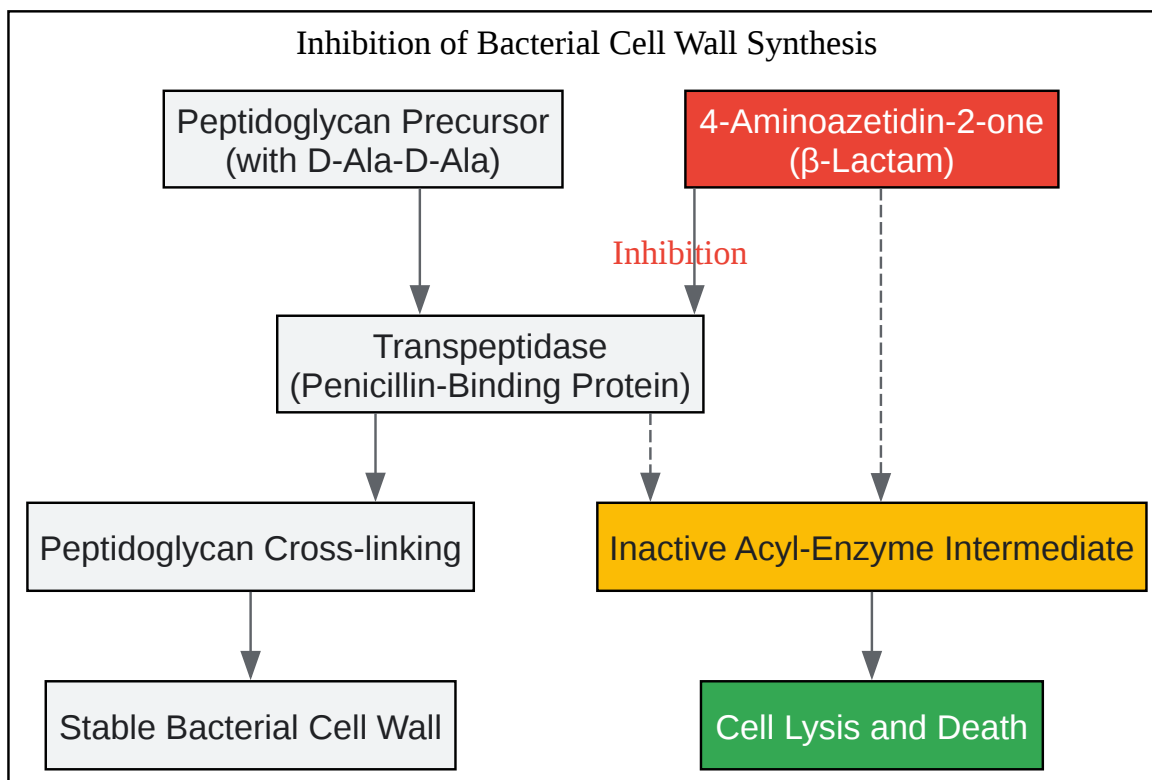 Inhibition of Bacterial Cell Wall Synthesis
Peptidoglycan Precursor
(with D-Ala-D-Ala)
4-Aminoazetidin-2-one
(β-Lactam)
Inhibition
Transpeptidase
(Penicillin-Binding Protein)
Peptidoglycan Cross-linking
Inactive Acyl-Enzyme Intermediate
Stable Bacterial Cell Wall
Cell Lysis and Death